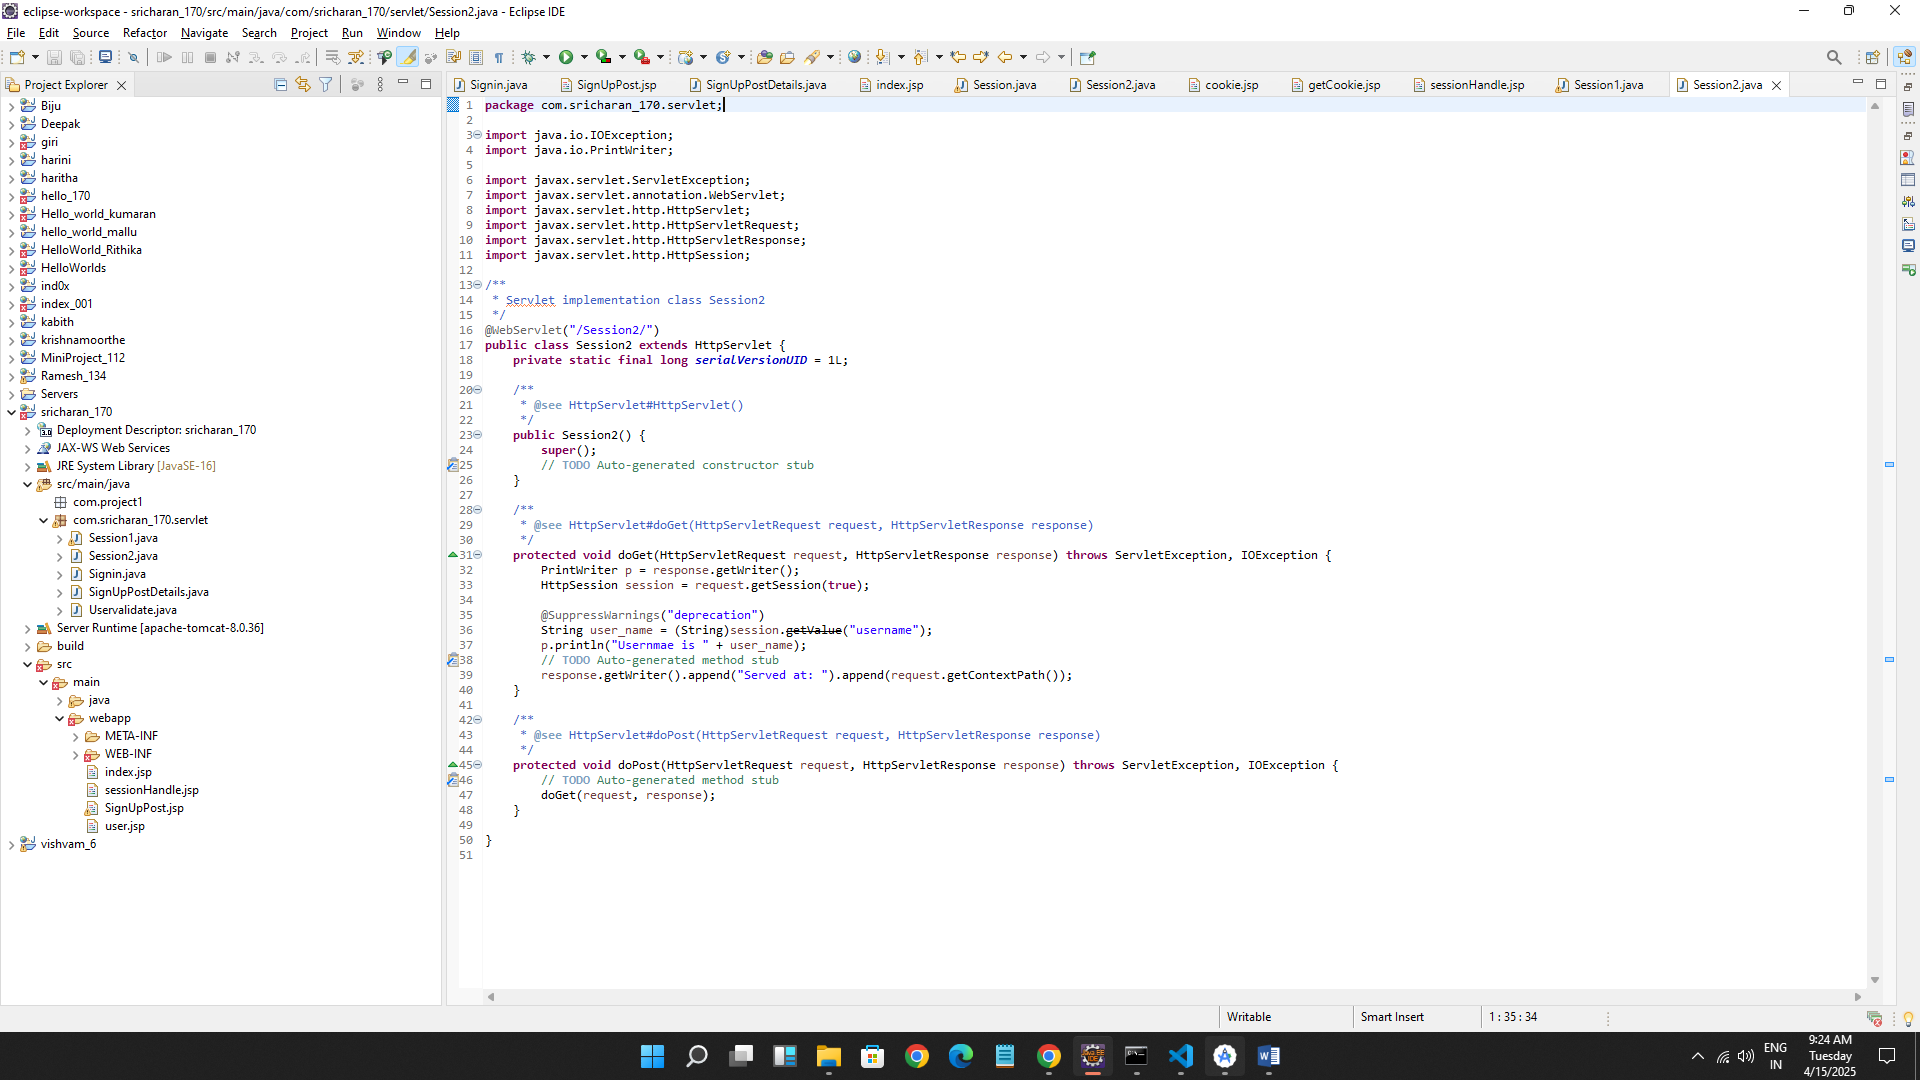 eclipse-workspace - sricharan_170/src/main/java/com/sricharan_170/servlet/Session2.java - Eclipse IDE
File Edit Source Refactor Navigate Search Project Run Window Help
Project Explorer
Signin.java SignUpPost.jsp SignUpPostDetails.java index.jsp Session.java Session2.java cookie.jsp getCookie.jsp sessionHandle.jsp Session1.java Session2.java
Biju
Deepak
giri
harini
haritha
hello_170
Hello_world_kumaran
hello_world_mallu
HelloWorld_Rithika
HelloWorlds
ind0x
index_001
kabith
krishnamoorthe
MiniProject_112
Ramesh_134
Servers
sricharan_170
Deployment Descriptor: sricharan_170
JAX-WS Web Services
JRE System Library [JavaSE-16]
src/main/java
com.project1
com.sricharan_170.servlet
Session1.java
Session2.java
Signin.java
SignUpPostDetails.java
Uservalidate.java
Server Runtime [apache-tomcat-8.0.36]
build
src
main
java
webapp
META-INF
WEB-INF
index.jsp
sessionHandle.jsp
SignUpPost.jsp
user.jsp
vishvam_6
1 package com.sricharan_170.servlet;
2
3 import java.io.IOException;
4 import java.io.PrintWriter;
5
6 import javax.servlet.ServletException;
7 import javax.servlet.annotation.WebServlet;
8 import javax.servlet.http.HttpServlet;
9 import javax.servlet.http.HttpServletRequest;
10 import javax.servlet.http.HttpServletResponse;
11 import javax.servlet.http.HttpSession;
12
13 /**
14 * Servlet implementation class Session2
15 */
16 @WebServlet("/Session2/")
17 public class Session2 extends HttpServlet {
18 private static final long serialVersionUID = 1L;
19
20 /**
21 * @see HttpServlet#HttpServlet()
22 */
23 public Session2() {
24 super();
25 // TODO Auto-generated constructor stub
26 }
27
28 /**
29 * @see HttpServlet#doGet(HttpServletRequest request, HttpServletResponse response)
30 */
31 protected void doGet(HttpServletRequest request, HttpServletResponse response) throws ServletException, IOException {
32 PrintWriter p = response.getWriter();
33 HttpSession session = request.getSession(true);
34
35 @SuppressWarnings("deprecation")
36 String user_name = (String)session.getValue("username");
37 p.println("Usernmae is " + user_name);
38 // TODO Auto-generated method stub
39 response.getWriter().append("Served at: ").append(request.getContextPath());
40 }
41
42 /**
43 * @see HttpServlet#doPost(HttpServletRequest request, HttpServletResponse response)
44 */
45 protected void doPost(HttpServletRequest request, HttpServletResponse response) throws ServletException, IOException {
46 // TODO Auto-generated method stub
47 doGet(request, response);
48 }
49
50 }
51
Writable Smart Insert 1 : 35 : 34
ENG
IN
9:24 AM
Tuesday
4/15/2025